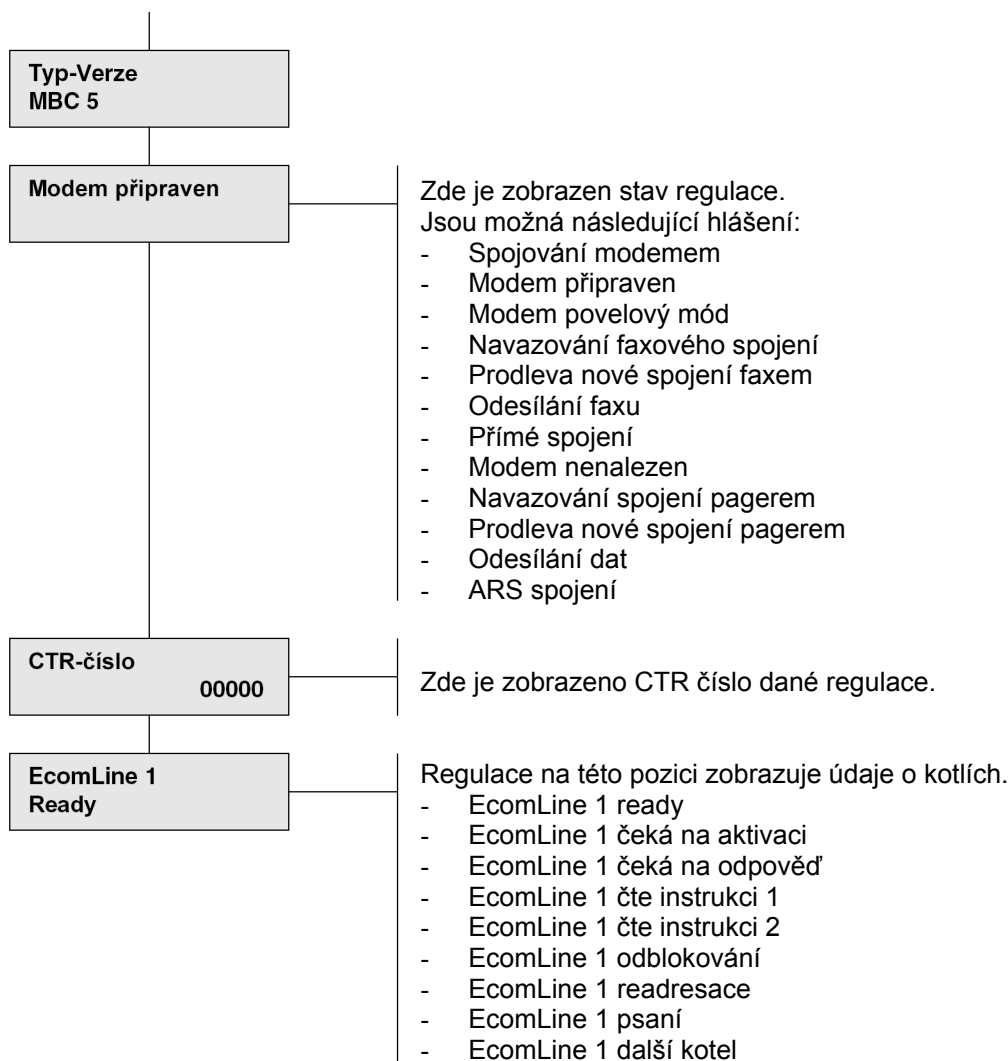 Typ-Verze
MBC 5
Modem připraven
Zde je zobrazen stav regulace.
Jsou možná následující hlášení:
- Spojování modemem
- Modem připraven
- Modem povelový mód
- Navazování faxového spojení
- Prodleva nové spojení faxem
- Odesílání faxu
- Přímé spojení
- Modem nenalezen
- Navazování spojení pagerem
- Prodleva nové spojení pagerem
- Odesílání dat
- ARS spojení
CTR-číslo
00000
Zde je zobrazeno CTR číslo dané regulace.
EcomLine 1
Ready
Regulace na této pozici zobrazuje údaje o kotlích.
- EcomLine 1 ready
- EcomLine 1 čeká na aktivaci
- EcomLine 1 čeká na odpověď
- EcomLine 1 čte instrukci 1
- EcomLine 1 čte instrukci 2
- EcomLine 1 odblokování
- EcomLine 1 readresace
- EcomLine 1 psaní
- EcomLine 1 další kotel